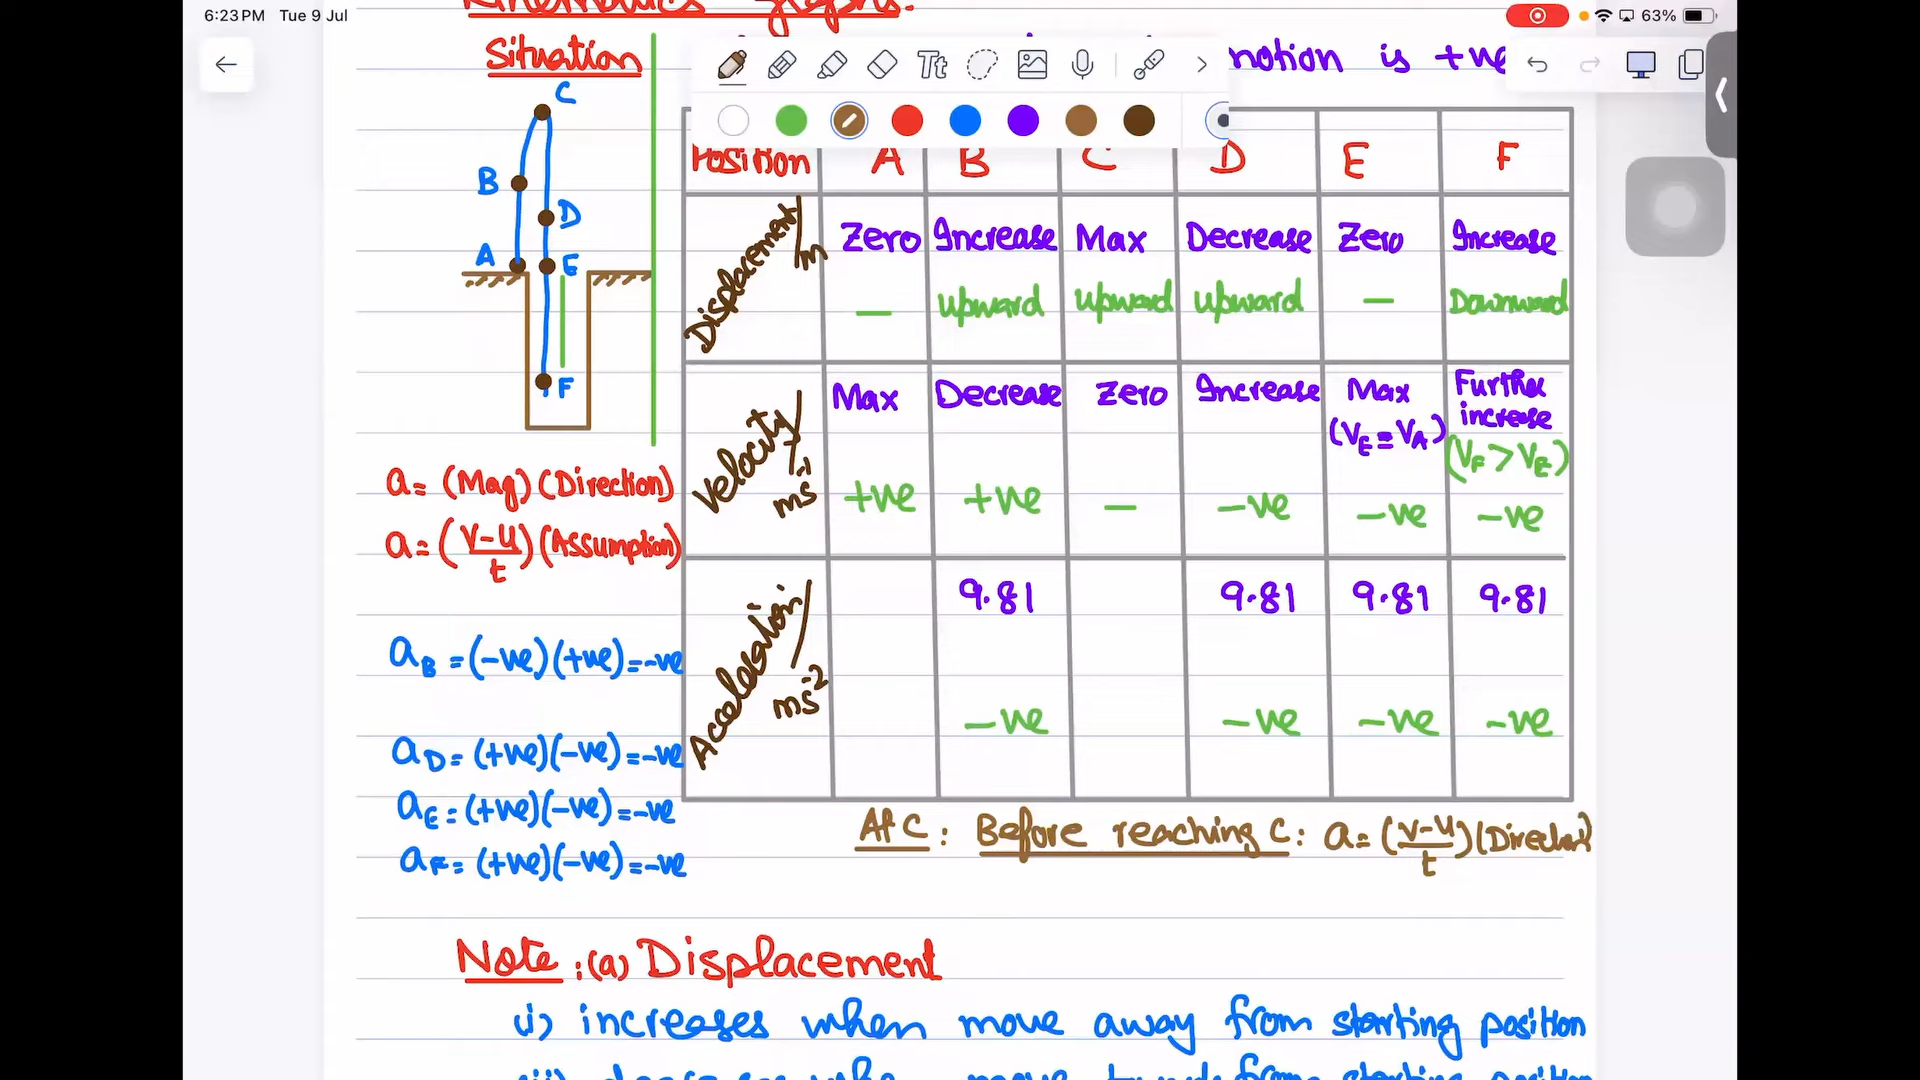 6:23 PM Tue 9 Jul
63%
Kinematics graphs:
Situation
motion is +ve
Tt
C
B
D
A
E
F
Position A B C D E F
Displacement/m
Zero Increase Max Decrease Zero Increase
— Upward Upward Upward — Downward
Velocity/ms⁻¹
Max Decrease Zero Increase Max (V_E = V_A) Further increase (V_F > V_E)
+ve +ve — -ve -ve -ve
Acceleration/ms⁻²
9.81 9.81 9.81 9.81
-ve -ve -ve -ve
a = (Mag) (Direction)
a = (v-u/t) (Assumption)
a_B = (-ve)(+ve) = -ve
a_D = (+ve)(-ve) = -ve
a_E = (+ve)(-ve) = -ve
a_F = (+ve)(-ve) = -ve
At C : Before reaching C : a = (v-u/t) (Direction)
Note : (a) Displacement
(i) increases when move away from starting position